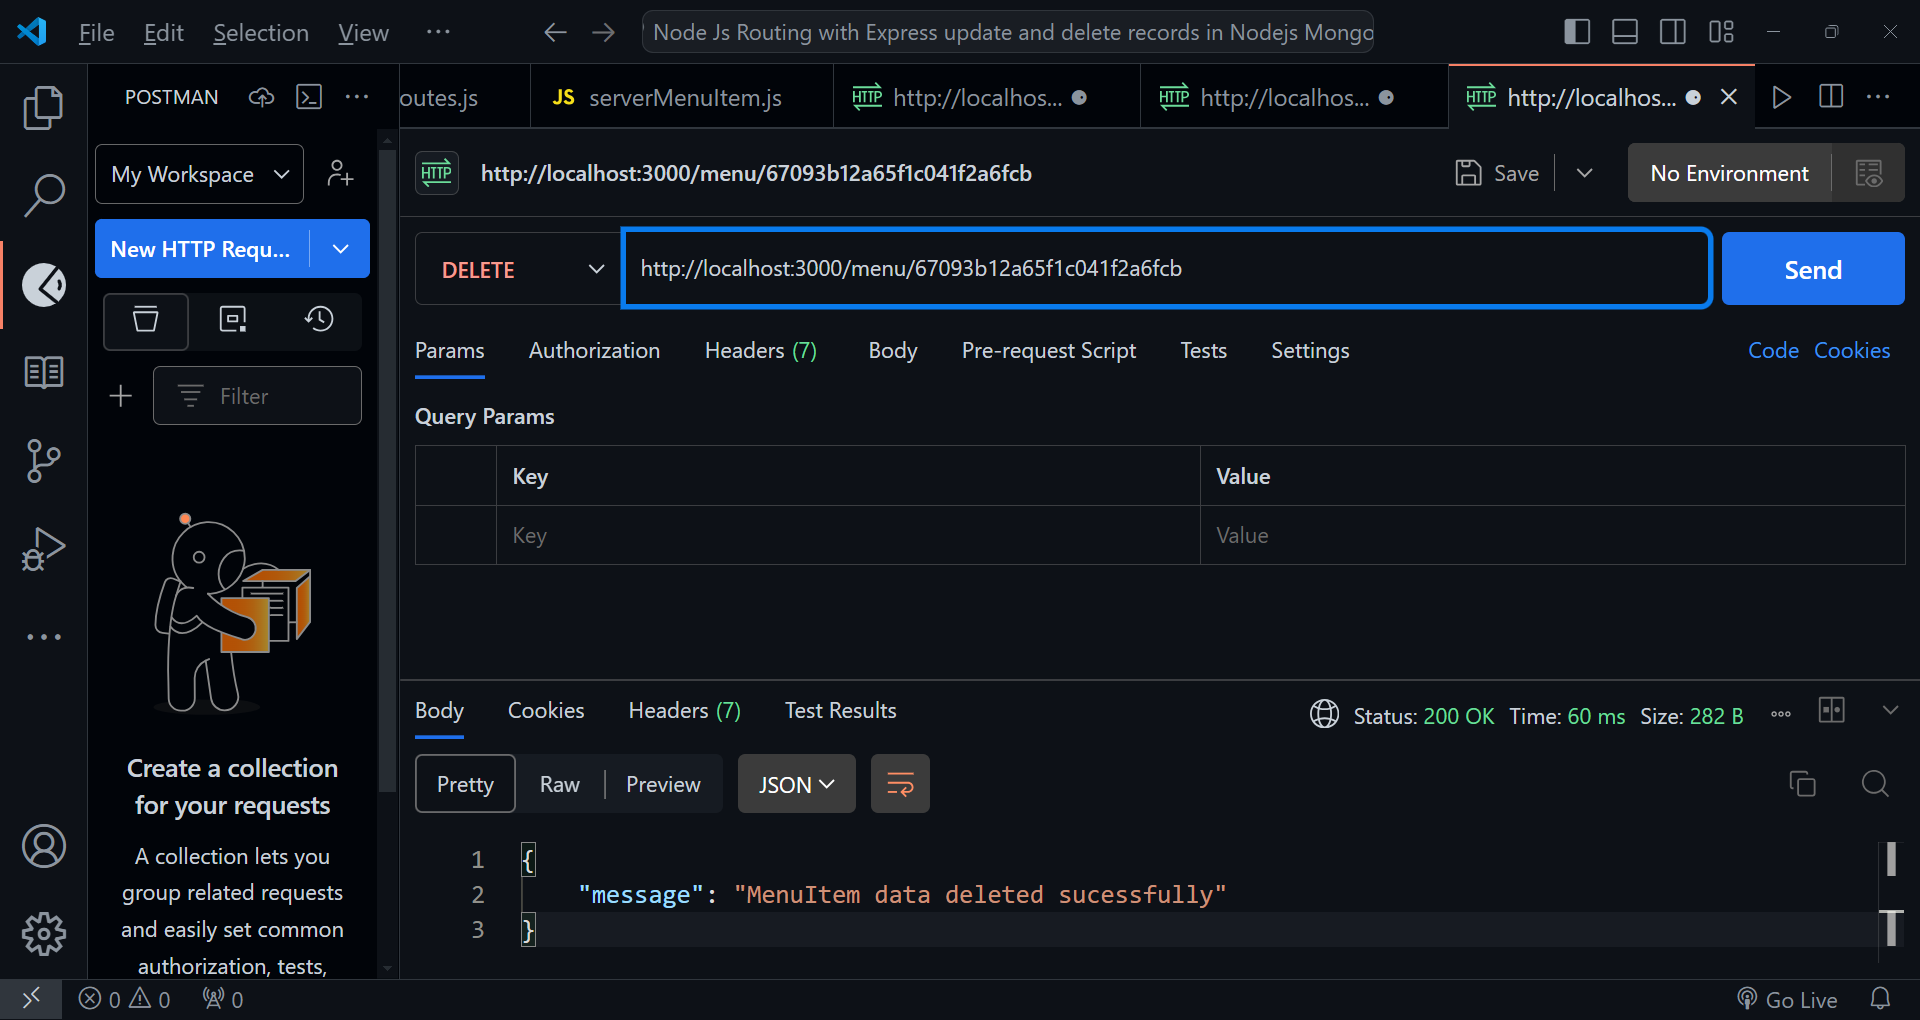 File Edit Selection View
Node Js Routing with Express update and delete records in Nodejs Mongo
POSTMAN
outes.js
JS serverMenuItem.js
HTTP http://localhos...
HTTP http://localhos...
HTTP http://localhos...
My Workspace
HTTP http://localhost:3000/menu/67093b12a65f1c041f2a6fcb
Save
No Environment
New HTTP Requ...
DELETE
http://localhost:3000/menu/67093b12a65f1c041f2a6fcb
Send
Params Authorization Headers (7) Body Pre-request Script Tests Settings
Code Cookies
Filter
Query Params
Key Value
Key Value
Create a collection
for your requests
A collection lets you
group related requests
and easily set common
authorization, tests,
Body Cookies Headers (7) Test Results
Status: 200 OK Time: 60 ms Size: 282 B
Pretty Raw Preview JSON
1 {
2 "message": "MenuItem data deleted sucessfully"
3 }
0 0 0
Go Live